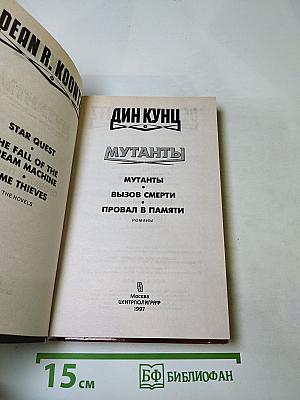 DEAN R. KOONTZ
STAR QUEST
THE FALL OF THE
DREAM MACHINE
TIME THIEVES
THE NOVELS
ДИН КУНЦ
МУТАНТЫ
МУТАНТЫ
•
ВЫЗОВ СМЕРТИ
•
ПРОВАЛ В ПАМЯТИ
РОМАНЫ
Москва
ЦЕНТРПОЛИГРАФ
1997
15 см
БФ БИБЛИОФАН